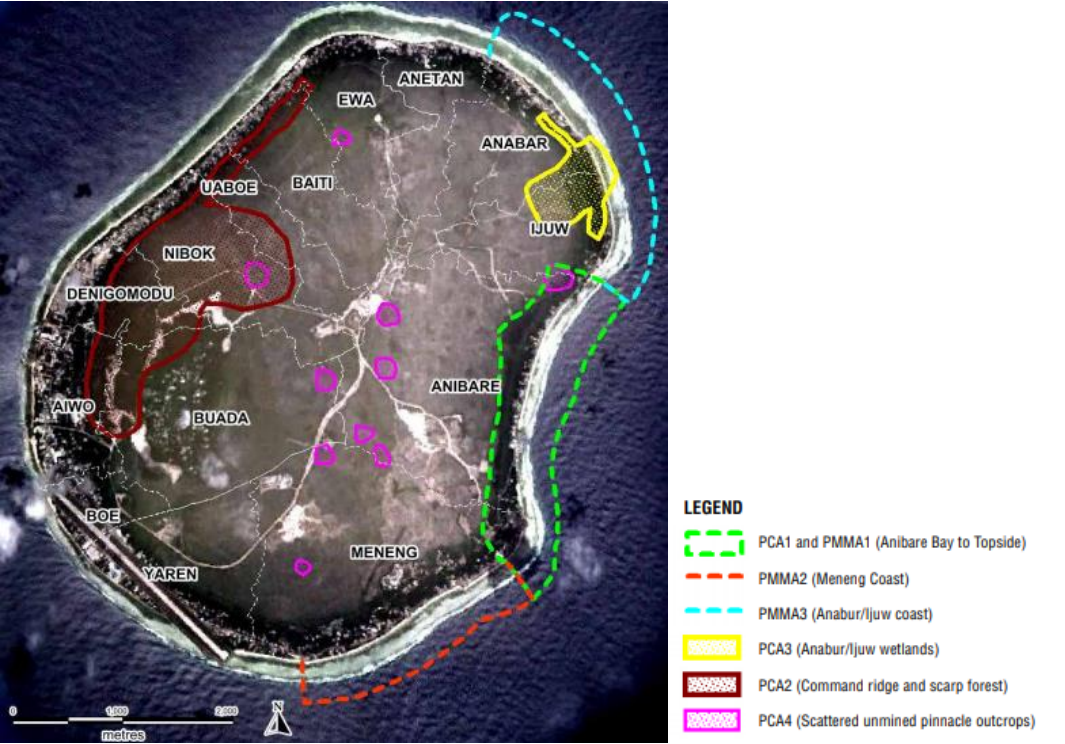 ANETAN
EWA
ANABAR
BAITI
UABOE
IJUW
NIBOK
DENIGOMODU
ANIBARE
AIWO
BUADA
BOE
MENENG
YAREN
0 1,000 2,000
metres
N
LEGEND
PCA1 and PMMA1 (Anibare Bay to Topside)
PMMA2 (Meneng Coast)
PMMA3 (Anabur/Ijuw coast)
PCA3 (Anabur/Ijuw wetlands)
PCA2 (Command ridge and scarp forest)
PCA4 (Scattered unmined pinnacle outcrops)